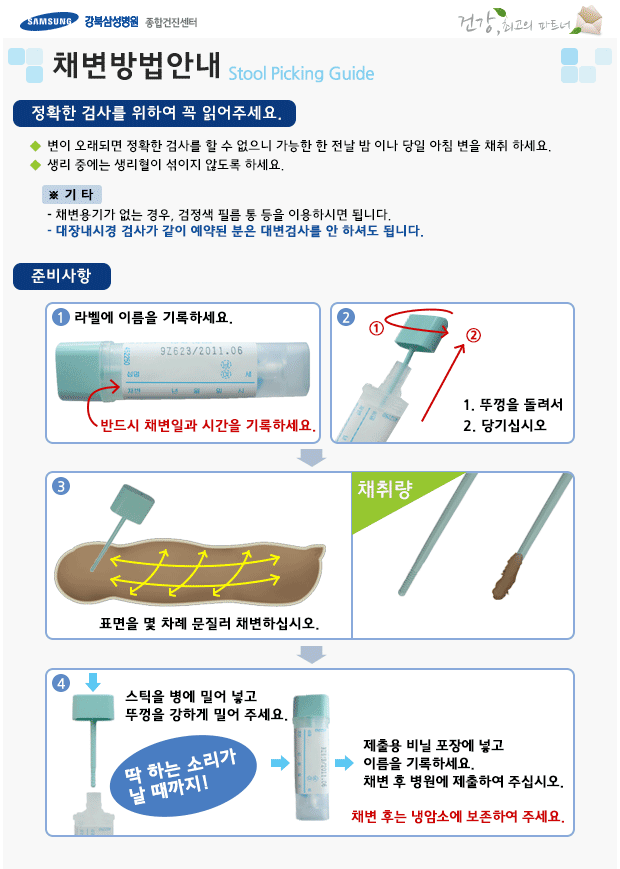 SAMSUNG 강북삼성병원 종합건진센터
건강, 최고의 파트너
채변방법안내 Stool Picking Guide
정확한 검사를 위하여 꼭 읽어주세요.
◆ 변이 오래되면 정확한 검사를 할 수 없으니 가능한 한 전날 밤 이나 당일 아침 변을 채취 하세요.
◆ 생리 중에는 생리혈이 섞이지 않도록 하세요.
※ 기 타
- 채변용기가 없는 경우, 검정색 필름 통 등을 이용하시면 됩니다.
- 대장내시경 검사가 같이 예약된 분은 대변검사를 안 하셔도 됩니다.
준비사항
1 라벨에 이름을 기록하세요.
9Z623/2011.06
반드시 채변일과 시간을 기록하세요.
2
① ②
1. 뚜껑을 돌려서
2. 당기십시오
3
표면을 몇 차례 문질러 채변하십시오.
채취량
4
스틱을 병에 밀어 넣고
뚜껑을 강하게 밀어 주세요.
딱 하는 소리가
날 때까지!
제출용 비닐 포장에 넣고
이름을 기록하세요.
채변 후 병원에 제출하여 주십시오.
채변 후는 냉암소에 보존하여 주세요.